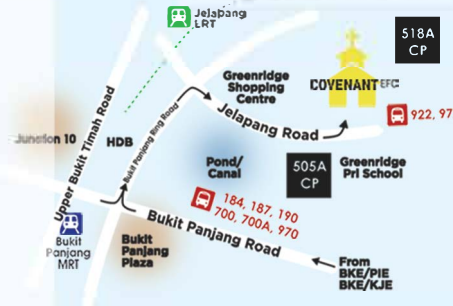 Jelapang
LRT
518A
CP
Greenridge
Shopping
Centre
COVENANT EFC
922, 97
Jelapang Road
Junction 10
HDB
Upper Bukit Timah Road
Bukit Panjang Ring Road
Pond/
Canal
505A
CP
Greenridge
Pri School
184, 187, 190
700, 700A, 970
Bukit Panjang Road
Bukit
Panjang
MRT
Bukit
Panjang
Plaza
From
BKE/PIE
BKE/KJE